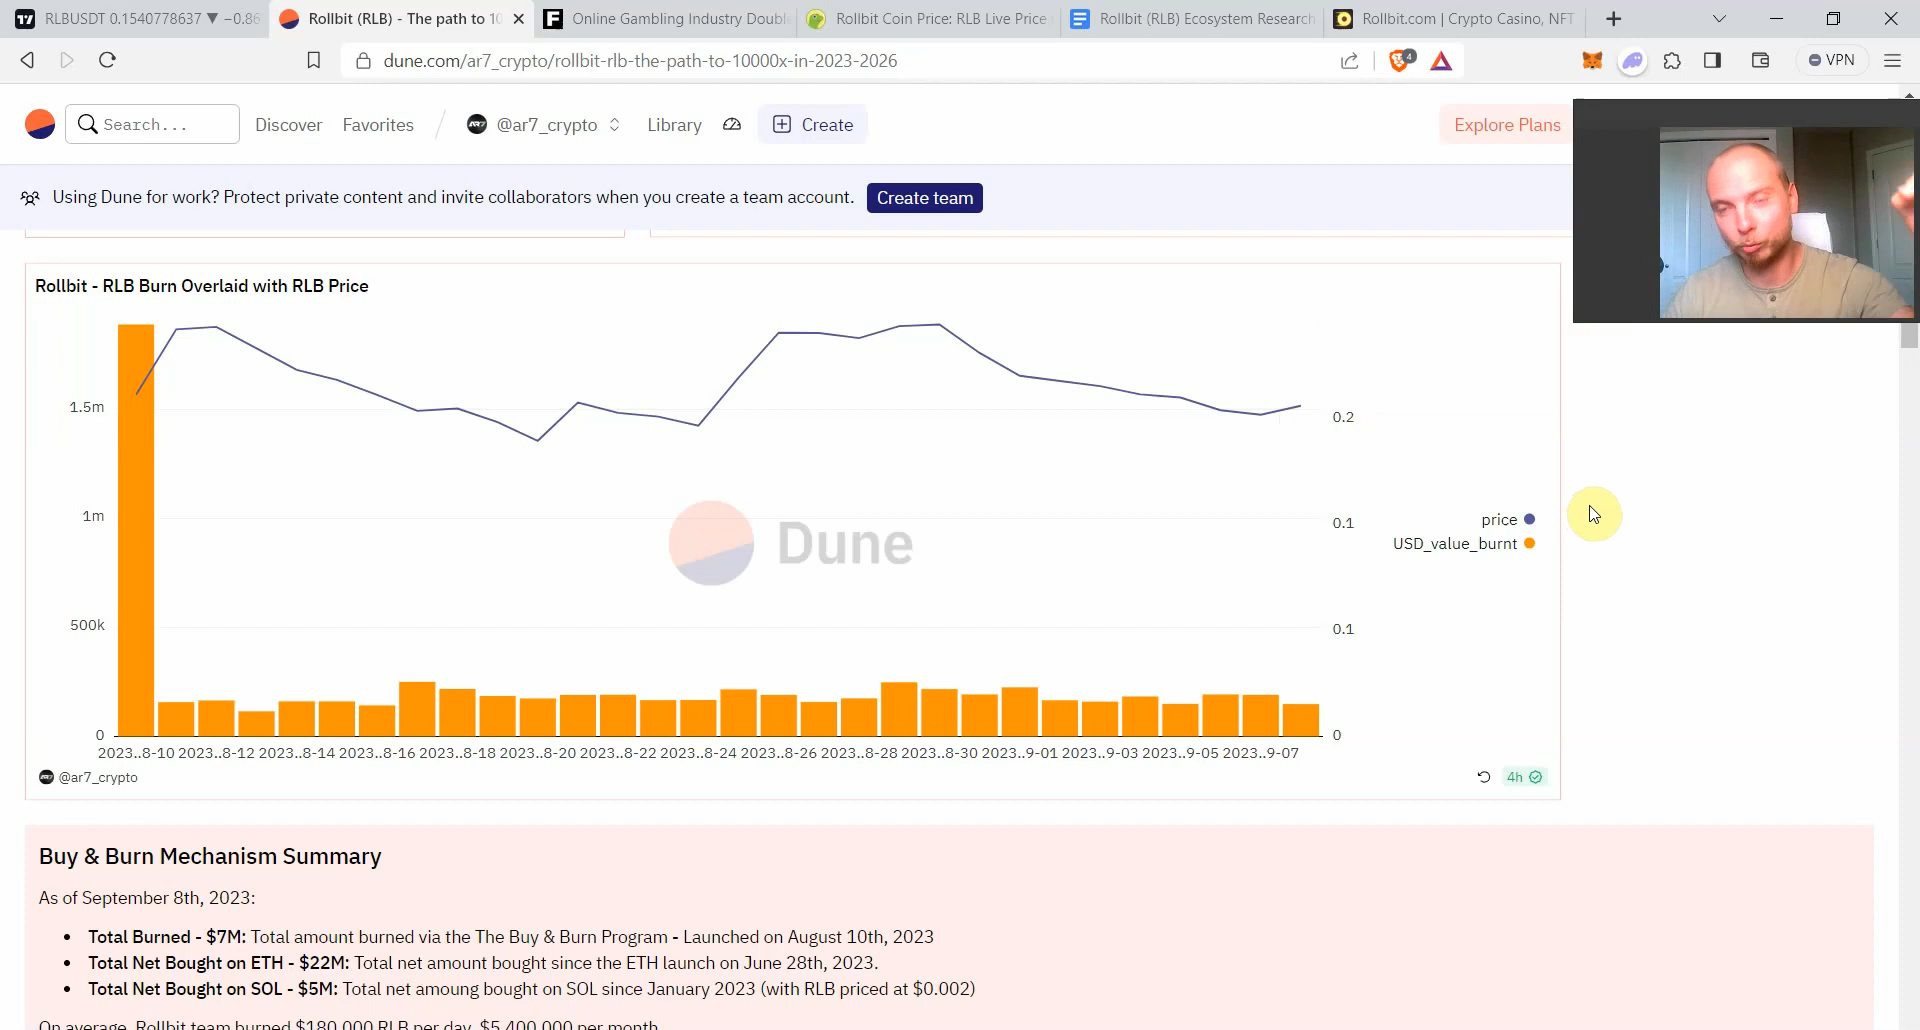 RLBUSDT 0.1540778637 ▼ −0.86
Rollbit (RLB) - The path to 10
Online Gambling Industry Doubl
Rollbit Coin Price: RLB Live Price
Rollbit (RLB) Ecosystem Research
Rollbit.com | Crypto Casino, NFT
dune.com/ar7_crypto/rollbit-rlb-the-path-to-10000x-in-2023-2026
4
VPN
Search...
Discover
Favorites
@ar7_crypto
Library
Create
Explore Plans
Using Dune for work? Protect private content and invite collaborators when you create a team account.
Create team
Rollbit - RLB Burn Overlaid with RLB Price
1.5m
1m
500k
0
0.2
0.1
0.1
0
Dune
price
USD_value_burnt
2023..8-10 2023..8-12 2023..8-14 2023..8-16 2023..8-18 2023..8-20 2023..8-22 2023..8-24 2023..8-26 2023..8-28 2023..8-30 2023..9-01 2023..9-03 2023..9-05 2023..9-07
@ar7_crypto
4h
Buy & Burn Mechanism Summary
As of September 8th, 2023:
• Total Burned - $7M: Total amount burned via the The Buy & Burn Program - Launched on August 10th, 2023
• Total Net Bought on ETH - $22M: Total net amount bought since the ETH launch on June 28th, 2023.
• Total Net Bought on SOL - $5M: Total net amoung bought on SOL since January 2023 (with RLB priced at $0.002)
On average, Rollbit team burned $180,000 RLB per day, $5,400,000 per month